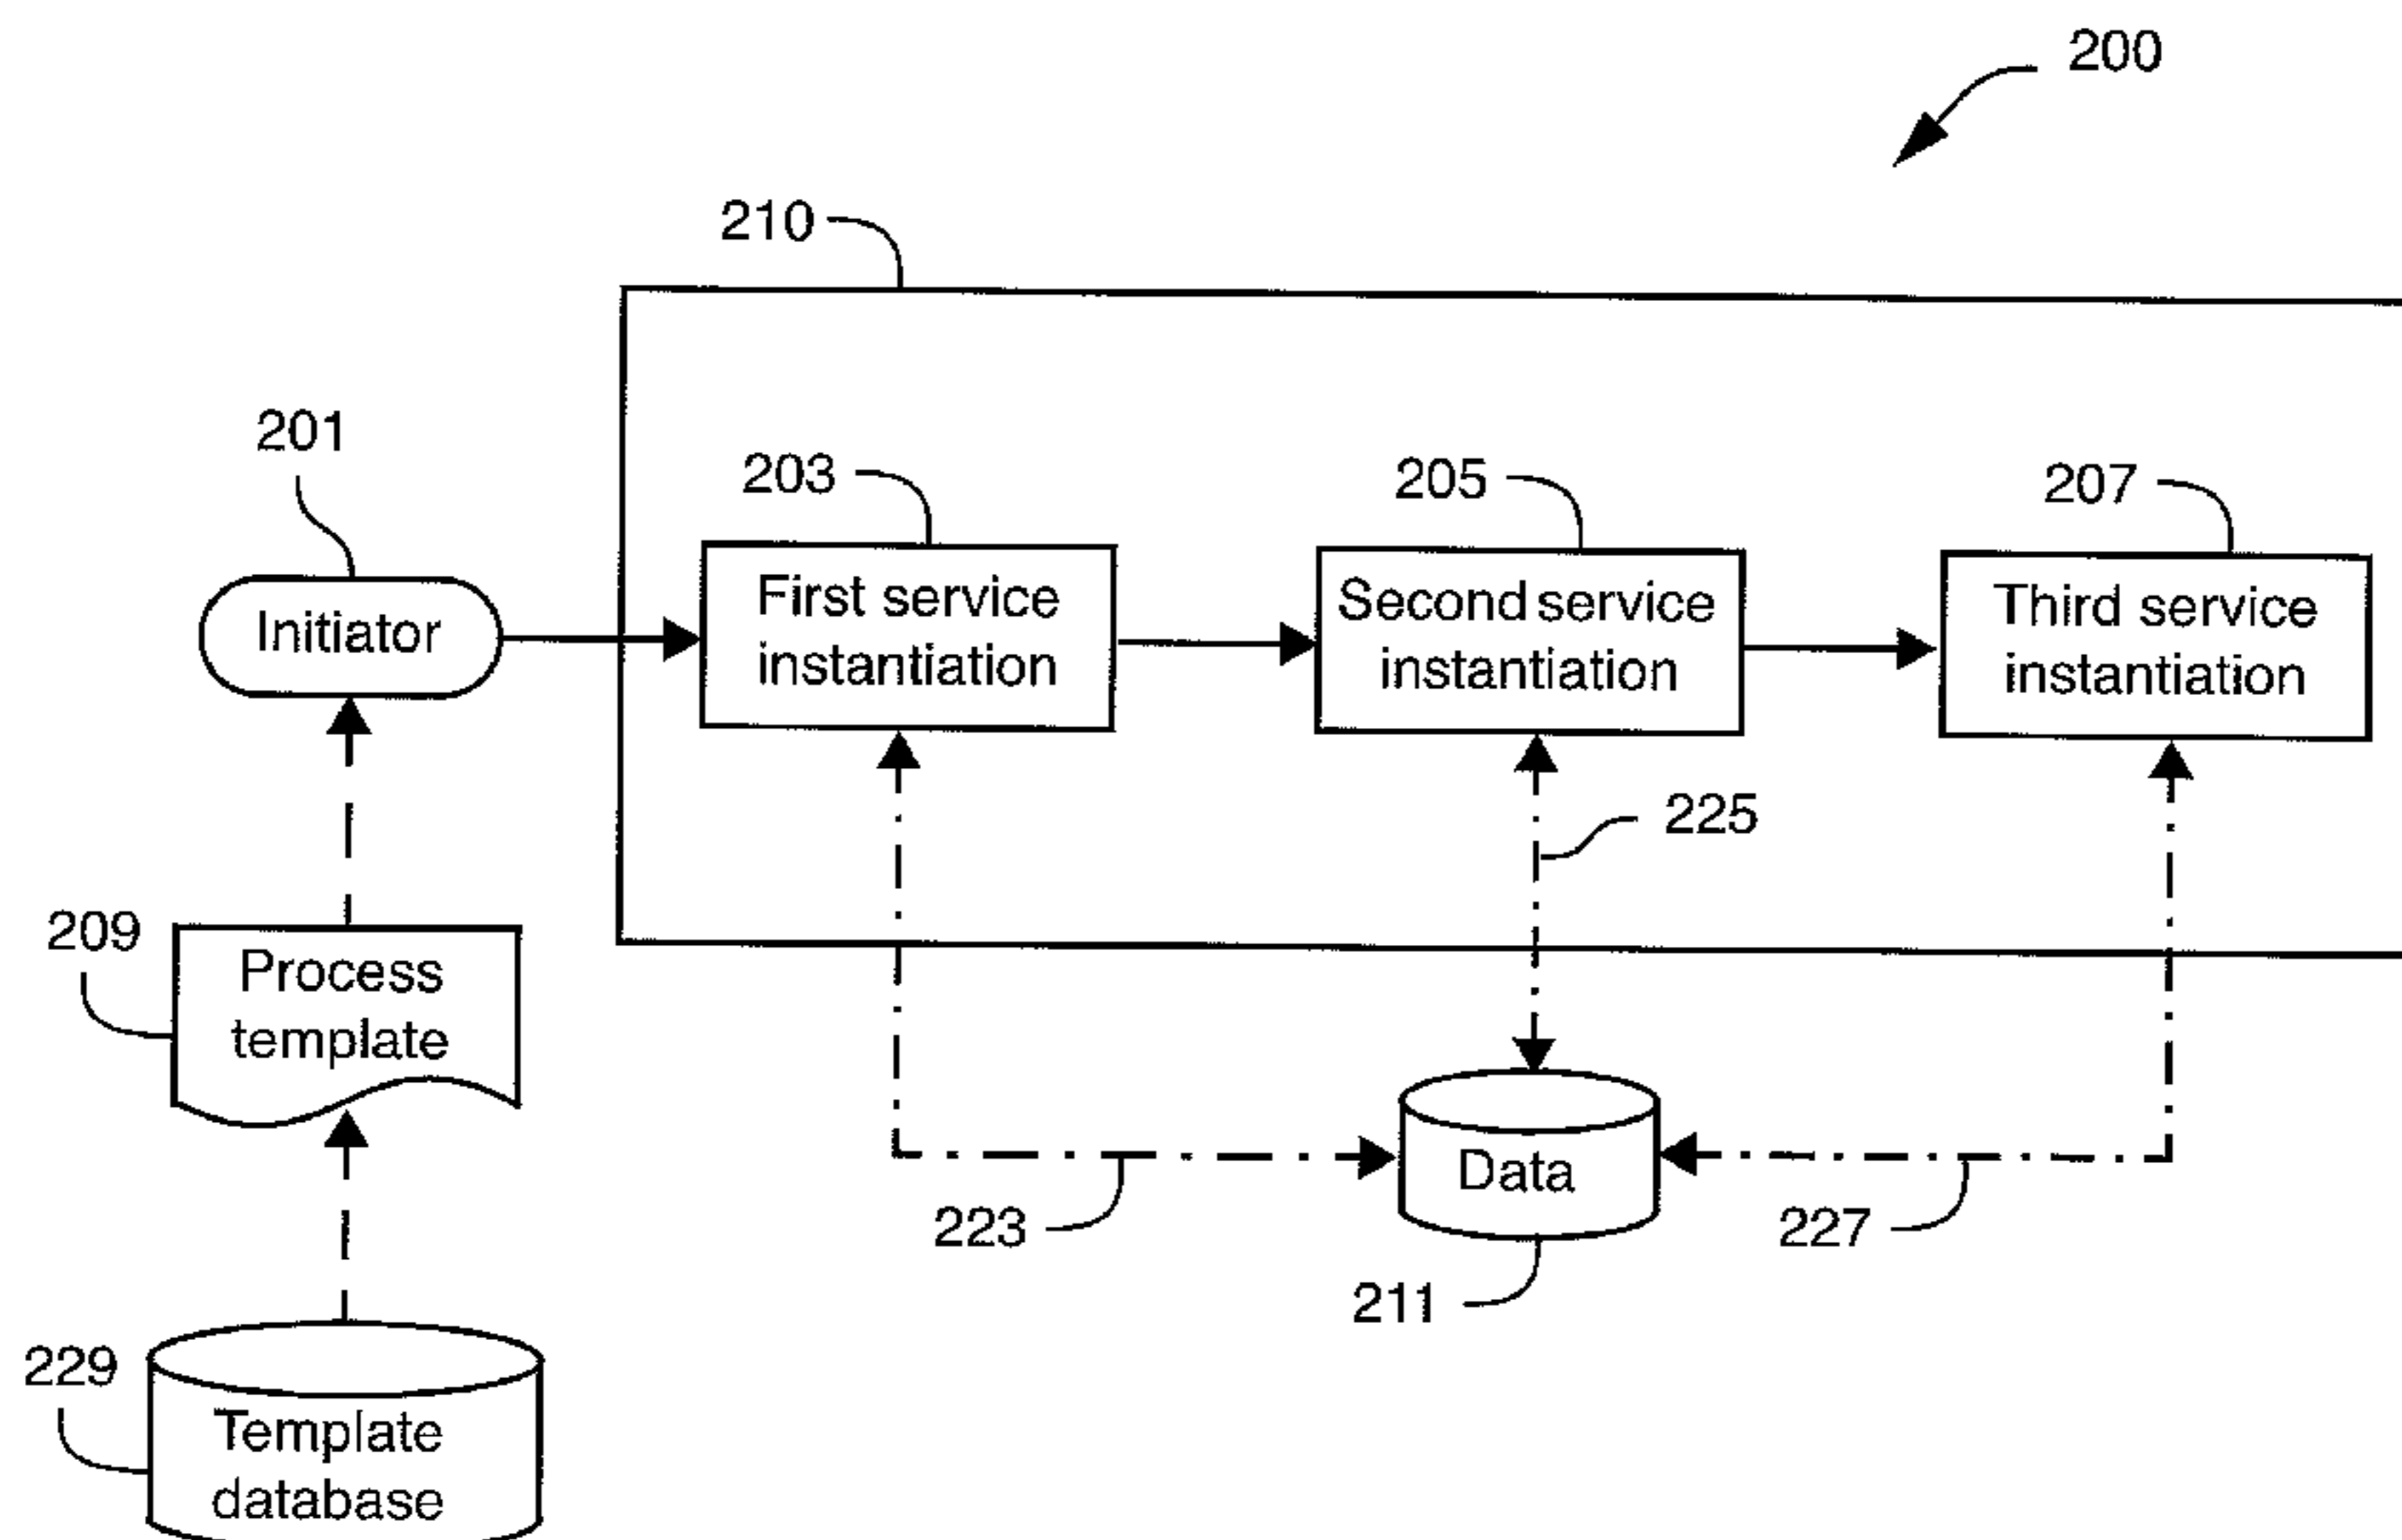 200
210
201
203
205
207
Initiator
First service
instantiation
Second service
instantiation
Third service
instantiation
225
209
Process
template
Data
223
227
211
229
Template
database